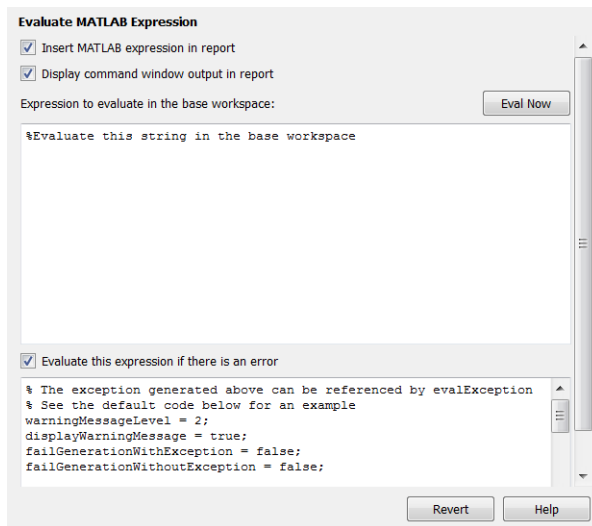 Evaluate MATLAB Expression
Insert MATLAB expression in report
Display command window output in report
Expression to evaluate in the base workspace:
Eval Now
%Evaluate this string in the base workspace
Evaluate this expression if there is an error
% The exception generated above can be referenced by evalException
% See the default code below for an example
warningMessageLevel = 2;
displayWarningMessage = true;
failGenerationWithException = false;
failGenerationWithoutException = false;
Revert
Help